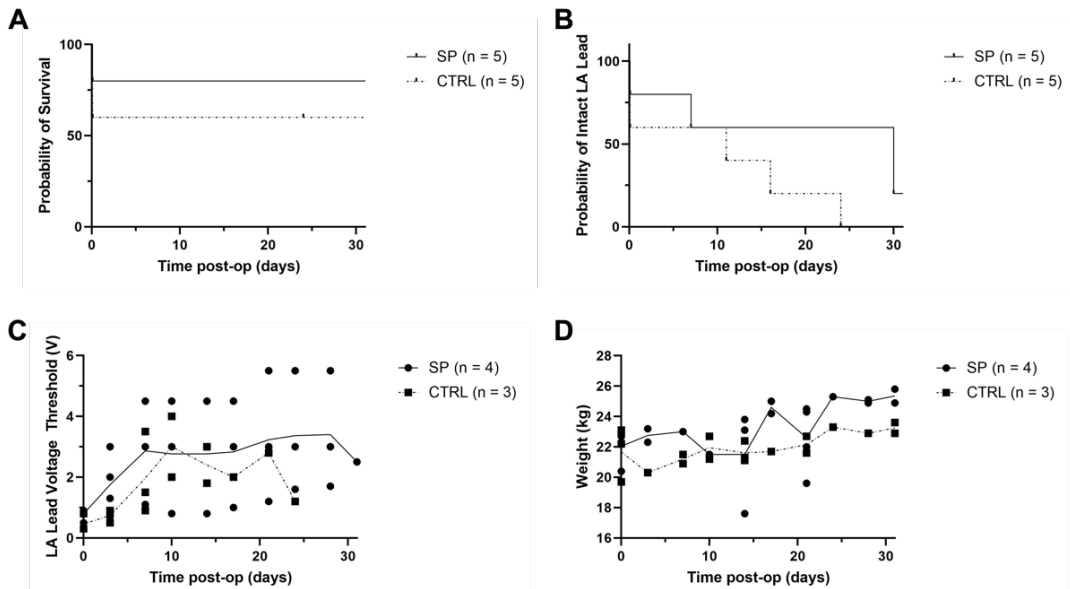 A
Probability of Survival
100
50
0
0
10
20
30
Time post-op (days)
SP (n = 5)
CTRL (n = 5)
B
Probability of Intact LA Lead
100
50
0
0
10
20
30
Time post-op (days)
SP (n = 5)
CTRL (n = 5)
C
LA Lead Voltage Threshold (V)
6
4
2
0
0
10
20
30
Time post-op (days)
SP (n = 4)
CTRL (n = 3)
D
Weight (kg)
28
26
24
22
20
18
16
0
10
20
30
Time post-op (days)
SP (n = 4)
CTRL (n = 3)